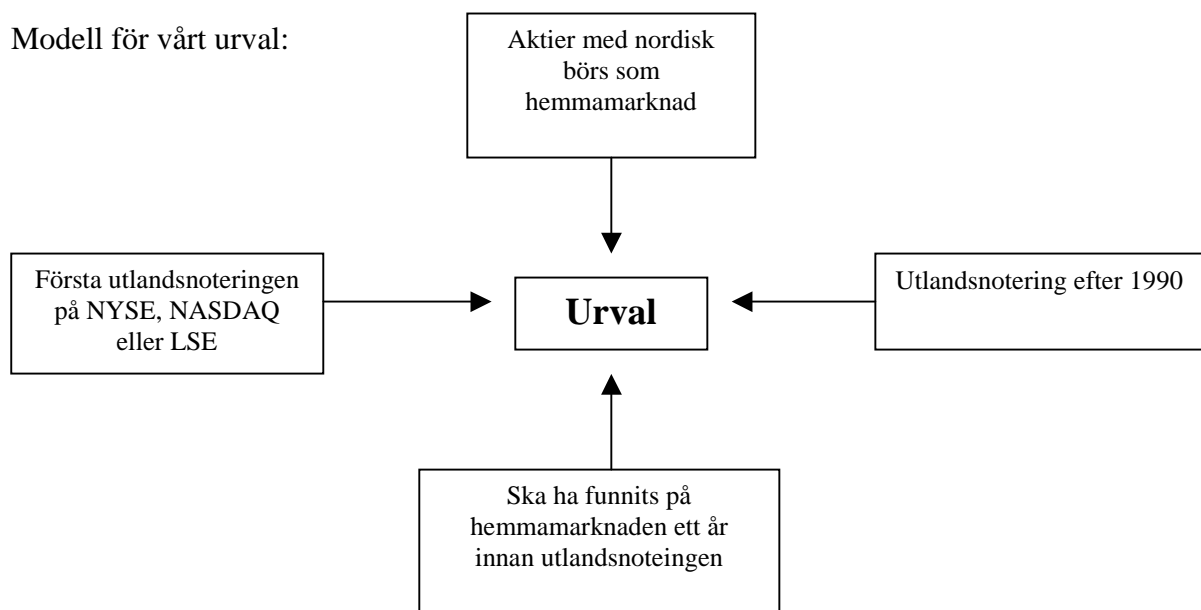 Modell för vårt urval:
Aktier med nordisk
börs som
hemmamarknad
Första utlandsnoteringen
på NYSE, NASDAQ
eller LSE
Urval
Utlandsnotering efter 1990
Ska ha funnits på
hemmamarknaden ett år
innan utlandsnoteingen